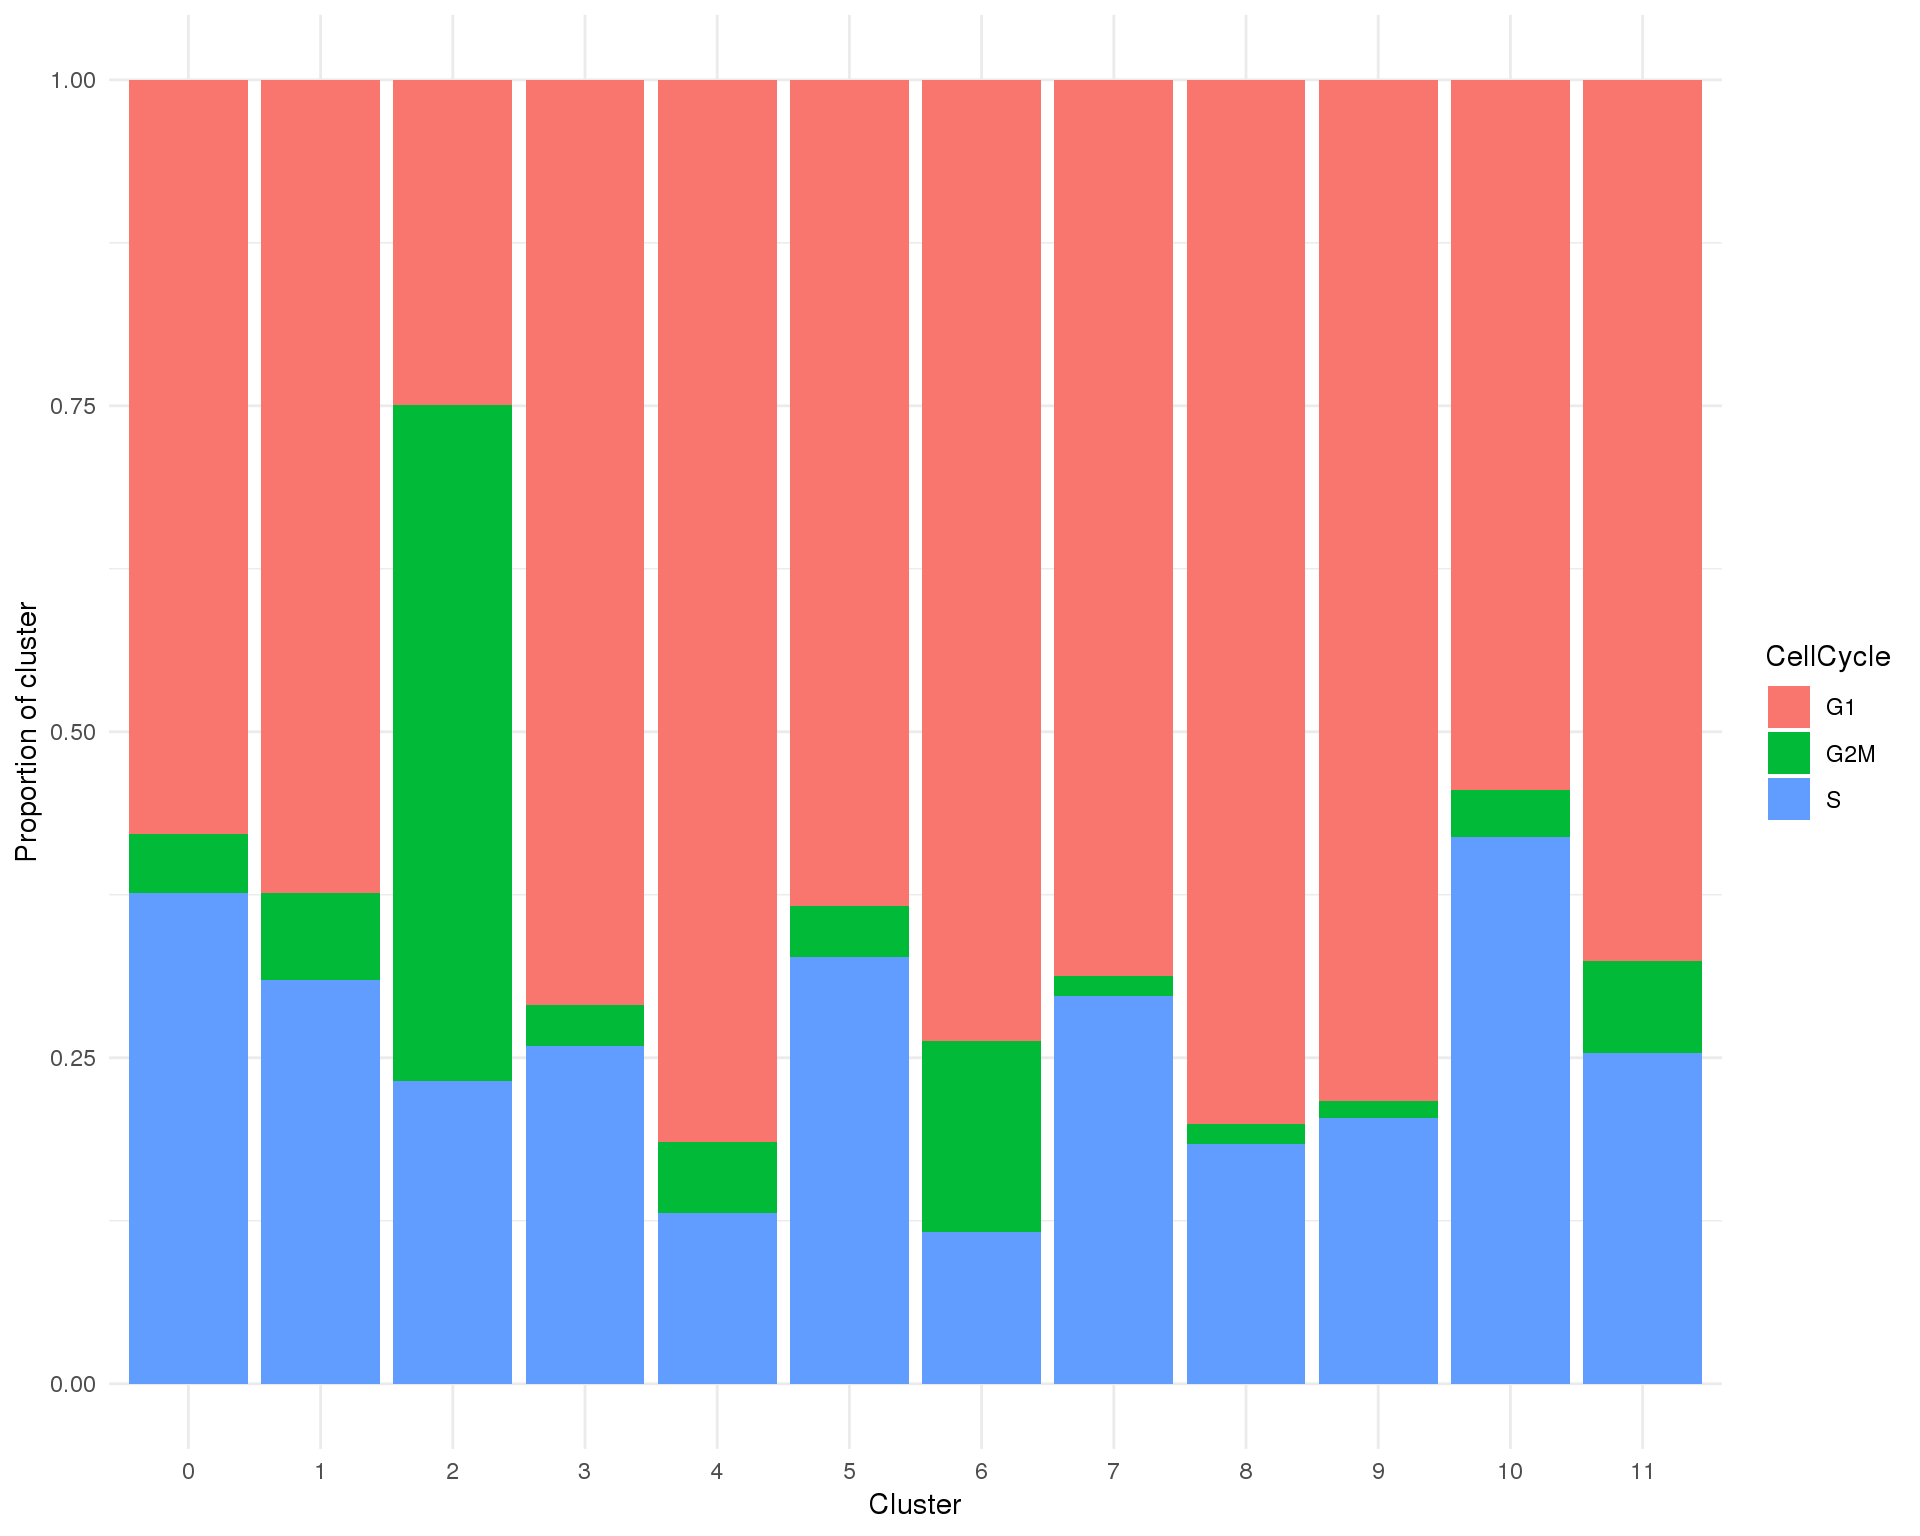 1.00
0.75
0.50
0.25
0.00
Proportion of cluster
0 1 2 3 4 5 6 7 8 9 10 11
Cluster
CellCycle
G1
G2M
S